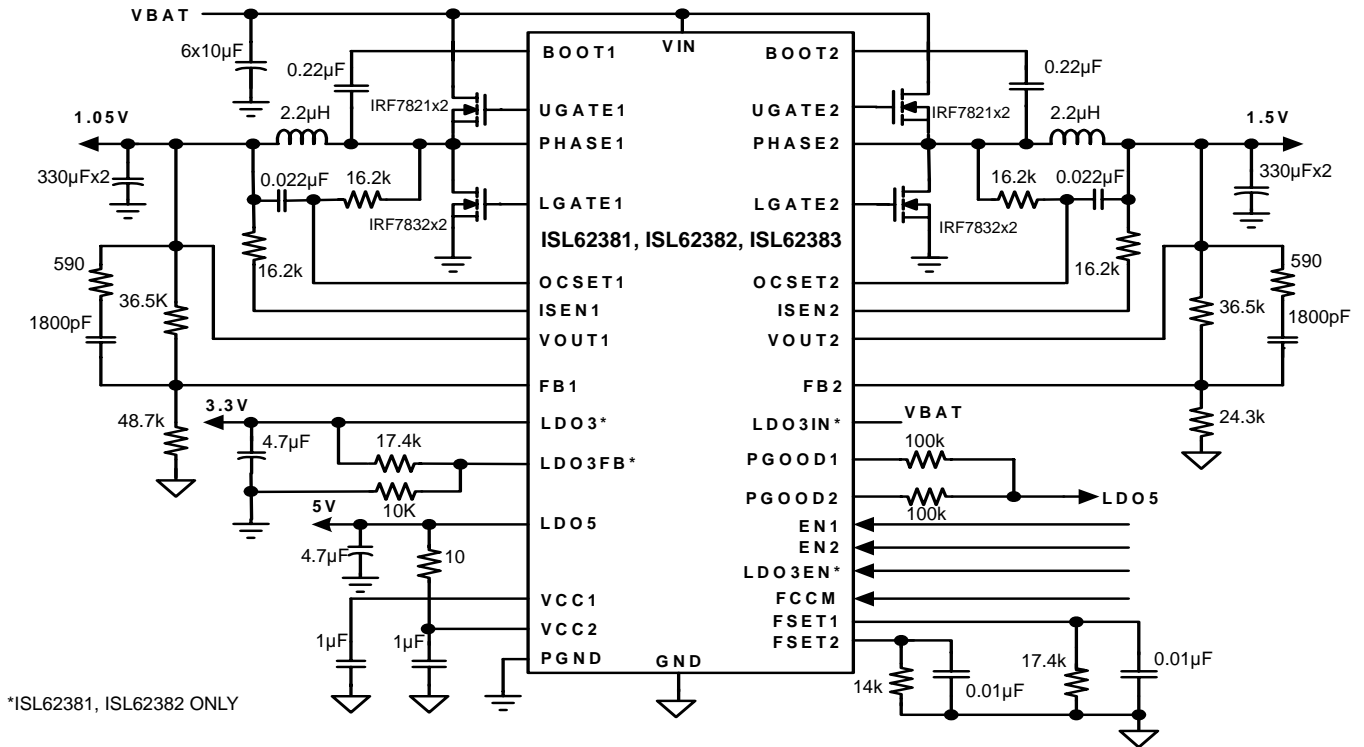 VBAT
6x10µF
0.22µF
IRF7821x2
2.2µH
1.05V
330µFx2
0.022µF
16.2k
IRF7832x2
16.2k
590
36.5K
1800pF
48.7k
3.3V
4.7µF
17.4k
10K
5V
4.7µF
10
1µF
1µF
*ISL62381, ISL62382 ONLY
VIN
BOOT1
UGATE1
PHASE1
LGATE1
ISL62381, ISL62382, ISL62383
OCSET1
ISEN1
VOUT1
FB1
LDO3*
LDO3FB*
LDO5
VCC1
VCC2
PGND
GND
BOOT2
UGATE2
PHASE2
LGATE2
OCSET2
ISEN2
VOUT2
FB2
LDO3IN*
PGOOD1
PGOOD2
EN1
EN2
LDO3EN*
FCCM
FSET1
FSET2
0.22µF
IRF7821x2
2.2µH
1.5V
330µFx2
16.2k
0.022µF
IRF7832x2
16.2k
590
36.5k
1800pF
24.3k
VBAT
100k
LDO5
100k
17.4k
0.01µF
14k
0.01µF